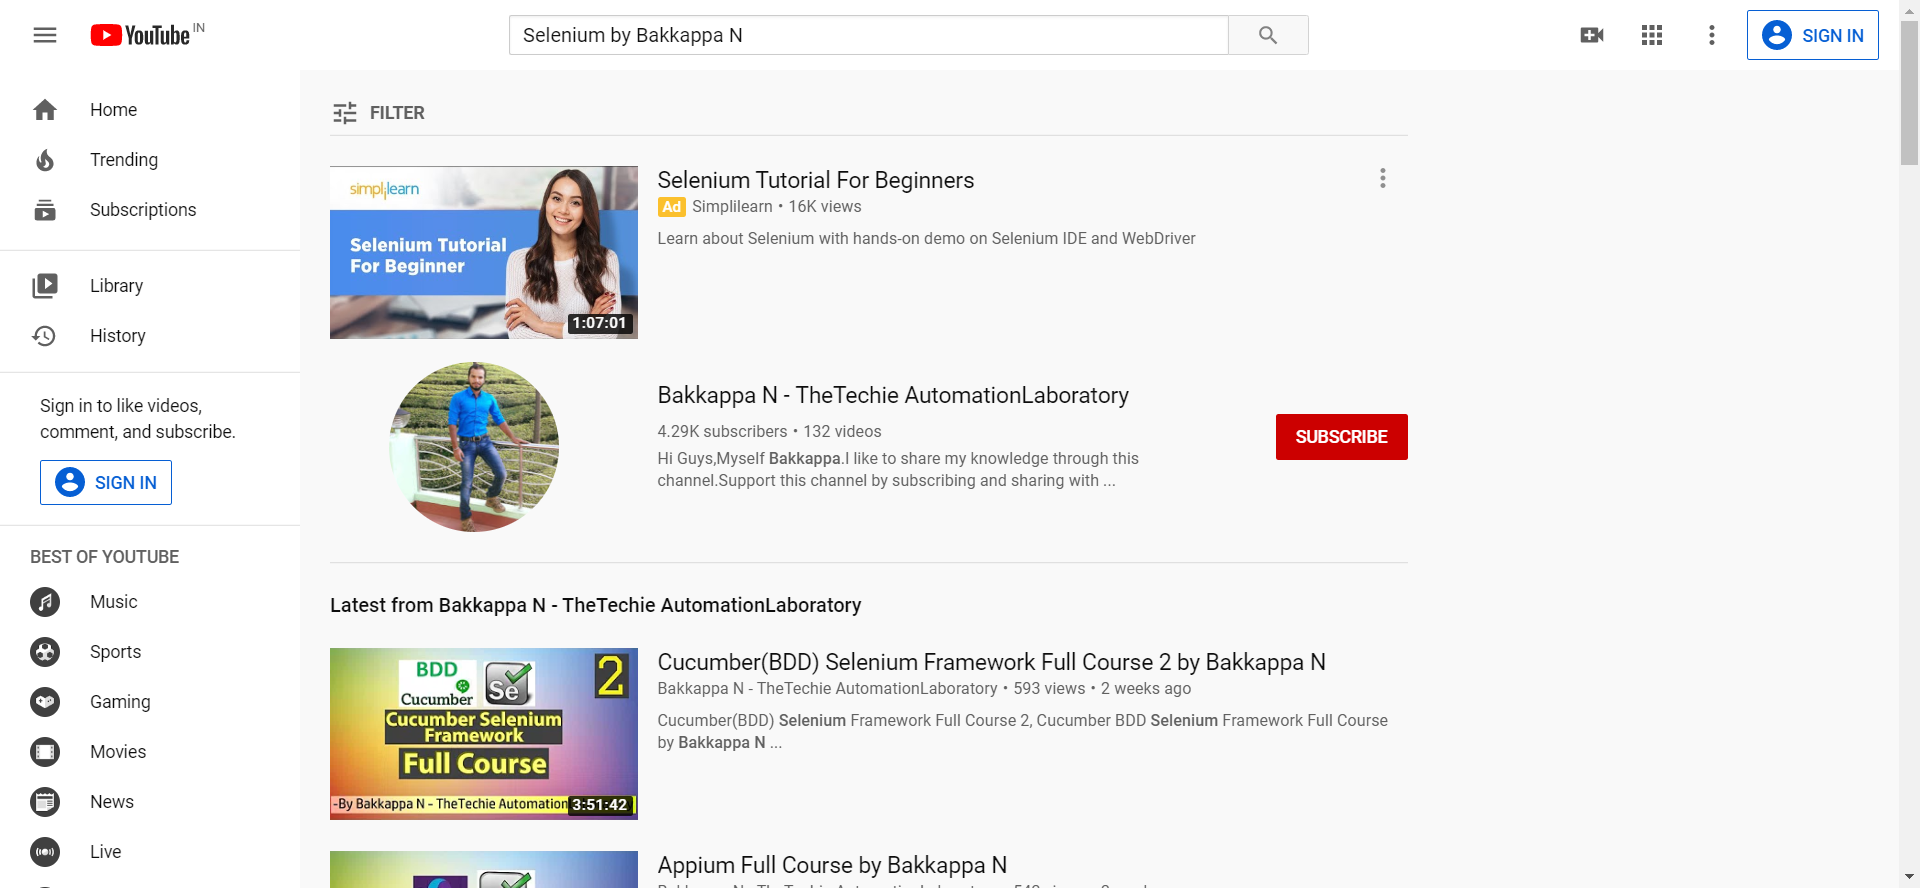 YouTube IN
Selenium by Bakkappa N
SIGN IN
Home
Trending
Subscriptions
Library
History
Sign in to like videos,
comment, and subscribe.
SIGN IN
BEST OF YOUTUBE
Music
Sports
Gaming
Movies
News
Live
FILTER
simplilearn
Selenium Tutorial
For Beginner
1:07:01
Selenium Tutorial For Beginners
Ad Simplilearn • 16K views
Learn about Selenium with hands-on demo on Selenium IDE and WebDriver
Bakkappa N - TheTechie AutomationLaboratory
4.29K subscribers • 132 videos
Hi Guys,Myself Bakkappa.I like to share my knowledge through this
channel.Support this channel by subscribing and sharing with ...
SUBSCRIBE
Latest from Bakkappa N - TheTechie AutomationLaboratory
BDD
Cucumber
Se
2
Cucumber Selenium
Framework
Full Course
-By Bakkappa N - TheTechie Automation
3:51:42
Cucumber(BDD) Selenium Framework Full Course 2 by Bakkappa N
Bakkappa N - TheTechie AutomationLaboratory • 593 views • 2 weeks ago
Cucumber(BDD) Selenium Framework Full Course 2, Cucumber BDD Selenium Framework Full Course
by Bakkappa N ...
Appium Full Course by Bakkappa N